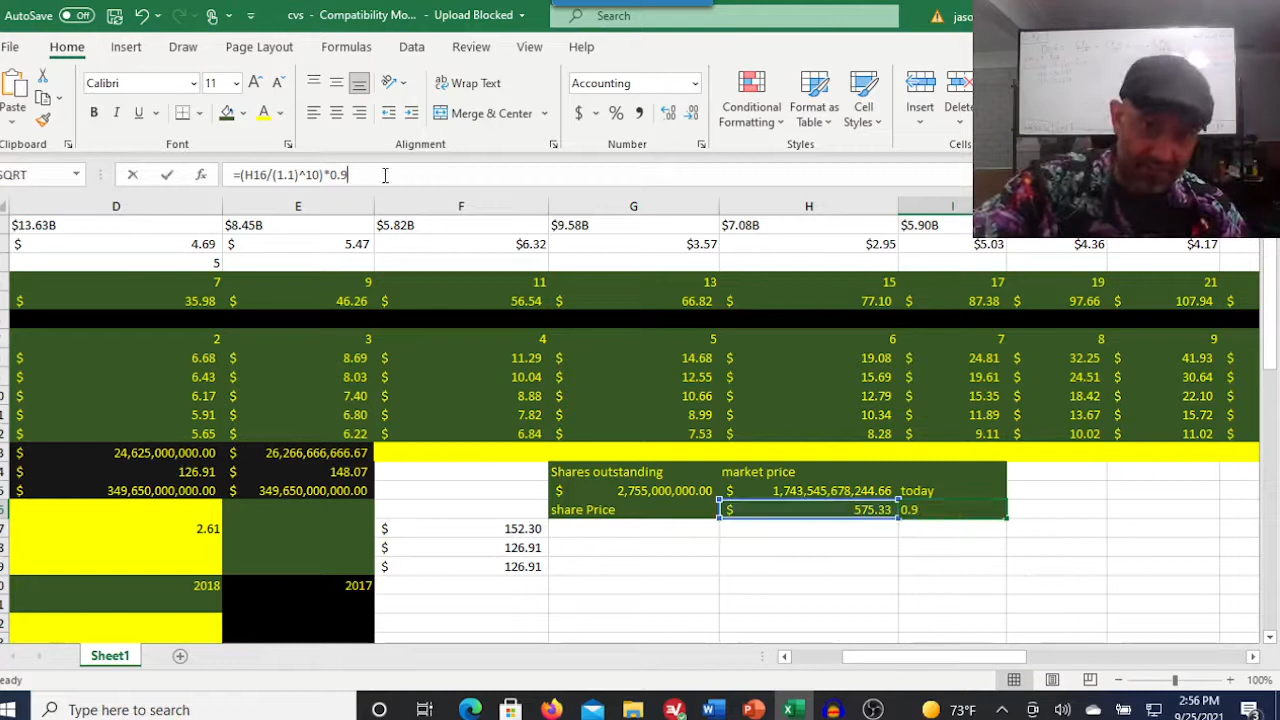 AutoSave Off cvs - Compatibility Mo... - Upload Blocked Search jaso
File Home Insert Draw Page Layout Formulas Data Review View Help
Calibri 11 Wrap Text Accounting Conditional Format as Cell Insert Dele
Paste B I U Merge & Center $ % Formatting Table Styles
Clipboard Font Alignment Number Styles
SQRT fx =(H16/(1.1)^10)*0.9
D E F G H I
$13.63B $8.45B $5.82B $9.58B $7.08B $5.90B
$ 4.69 $ 5.47 $6.32 $3.57 $2.95 $5.03 $4.36 $4.17
5
7 9 11 13 15 17 19 21
$ 35.98 $ 46.26 $ 56.54 $ 66.82 $ 77.10 $ 87.38 $ 97.66 $ 107.94 $
2 3 4 5 6 7 8 9
$ 6.68 $ 8.69 $ 11.29 $ 14.68 $ 19.08 $ 24.81 $ 32.25 $ 41.93 $
$ 6.43 $ 8.03 $ 10.04 $ 12.55 $ 15.69 $ 19.61 $ 24.51 $ 30.64 $
$ 6.17 $ 7.40 $ 8.88 $ 10.66 $ 12.79 $ 15.35 $ 18.42 $ 22.10 $
$ 5.91 $ 6.80 $ 7.82 $ 8.99 $ 10.34 $ 11.89 $ 13.67 $ 15.72 $
$ 5.65 $ 6.22 $ 6.84 $ 7.53 $ 8.28 $ 9.11 $ 10.02 $ 11.02 $
$ 24,625,000,000.00 $ 26,266,666,666.67
$ 126.91 $ 148.07 Shares outstanding market price
$ 349,650,000,000.00 $ 349,650,000,000.00 $ 2,755,000,000.00 $ 1,743,545,678,244.66 today
share Price $ 575.33 0.9
2.61 $ 152.30
$ 126.91
$ 126.91
2018 2017
Sheet1
eady 100%
Type here to search 73°F 2:56 PM
9/25/2021